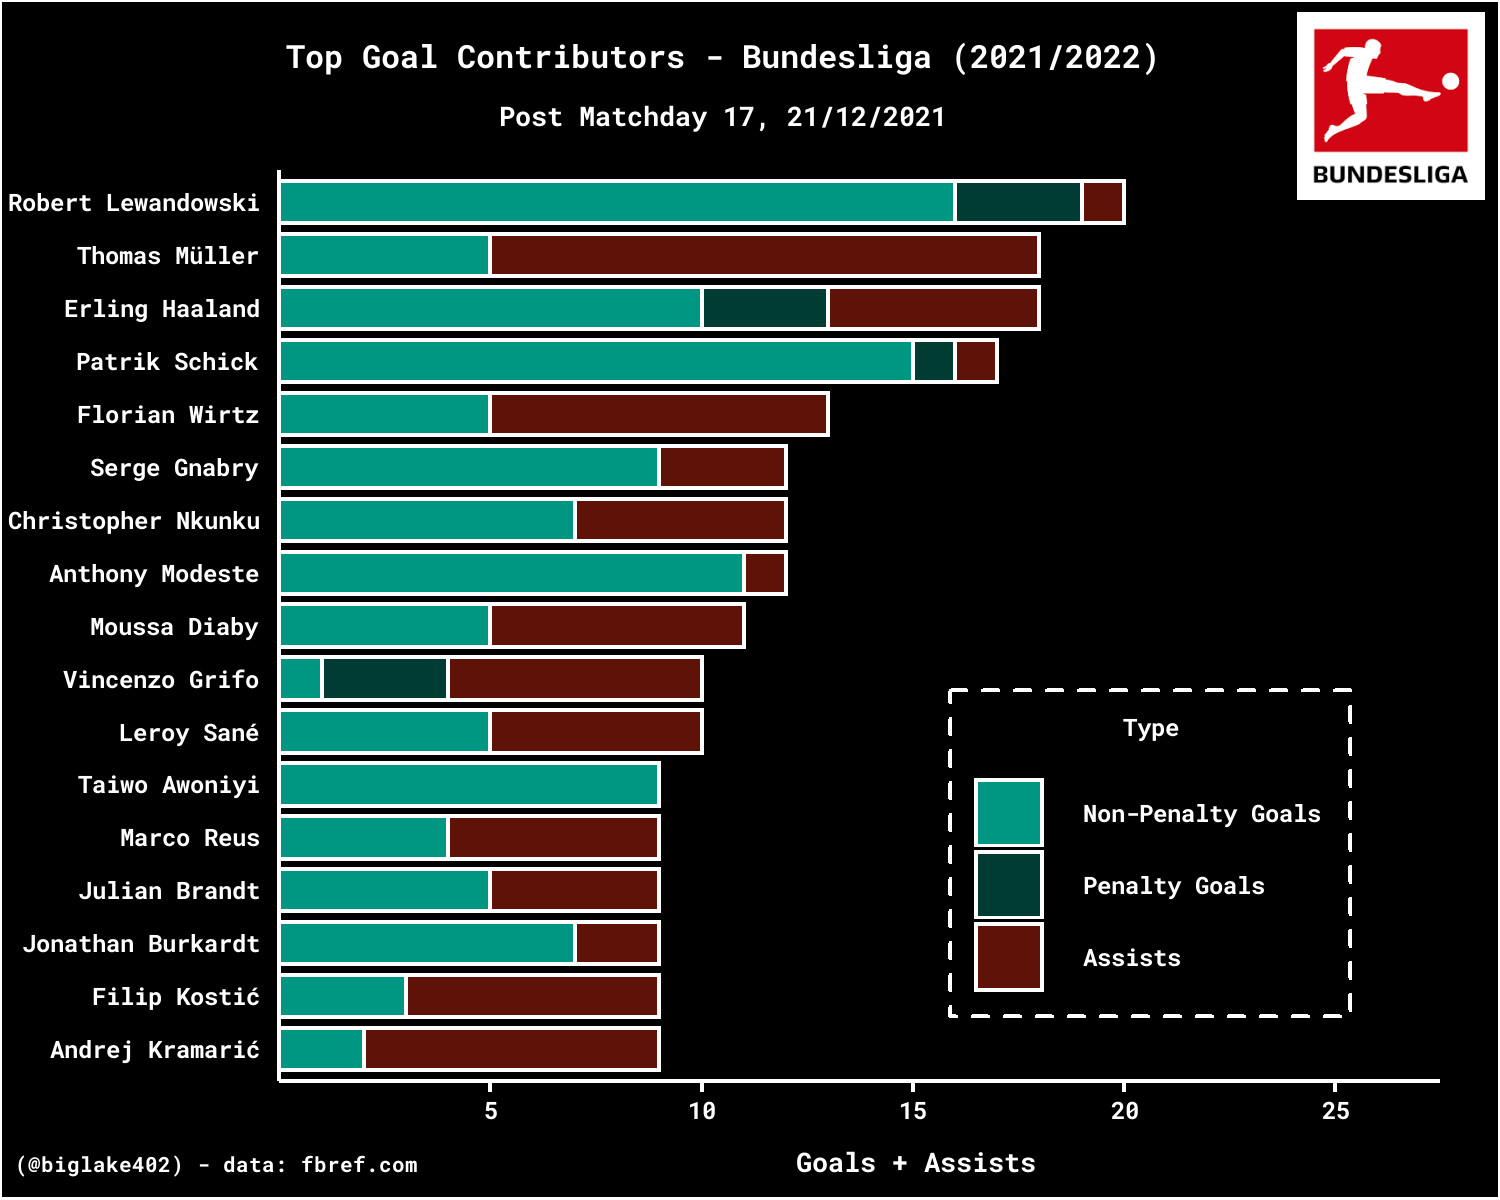 Top Goal Contributors - Bundesliga (2021/2022)
Post Matchday 17, 21/12/2021
BUNDESLIGA
Robert Lewandowski
Thomas Müller
Erling Haaland
Patrik Schick
Florian Wirtz
Serge Gnabry
Christopher Nkunku
Anthony Modeste
Moussa Diaby
Vincenzo Grifo
Leroy Sané
Taiwo Awoniyi
Marco Reus
Julian Brandt
Jonathan Burkardt
Filip Kostić
Andrej Kramarić
Type
Non-Penalty Goals
Penalty Goals
Assists
5 10 15 20 25
Goals + Assists
(@biglake402) - data: fbref.com